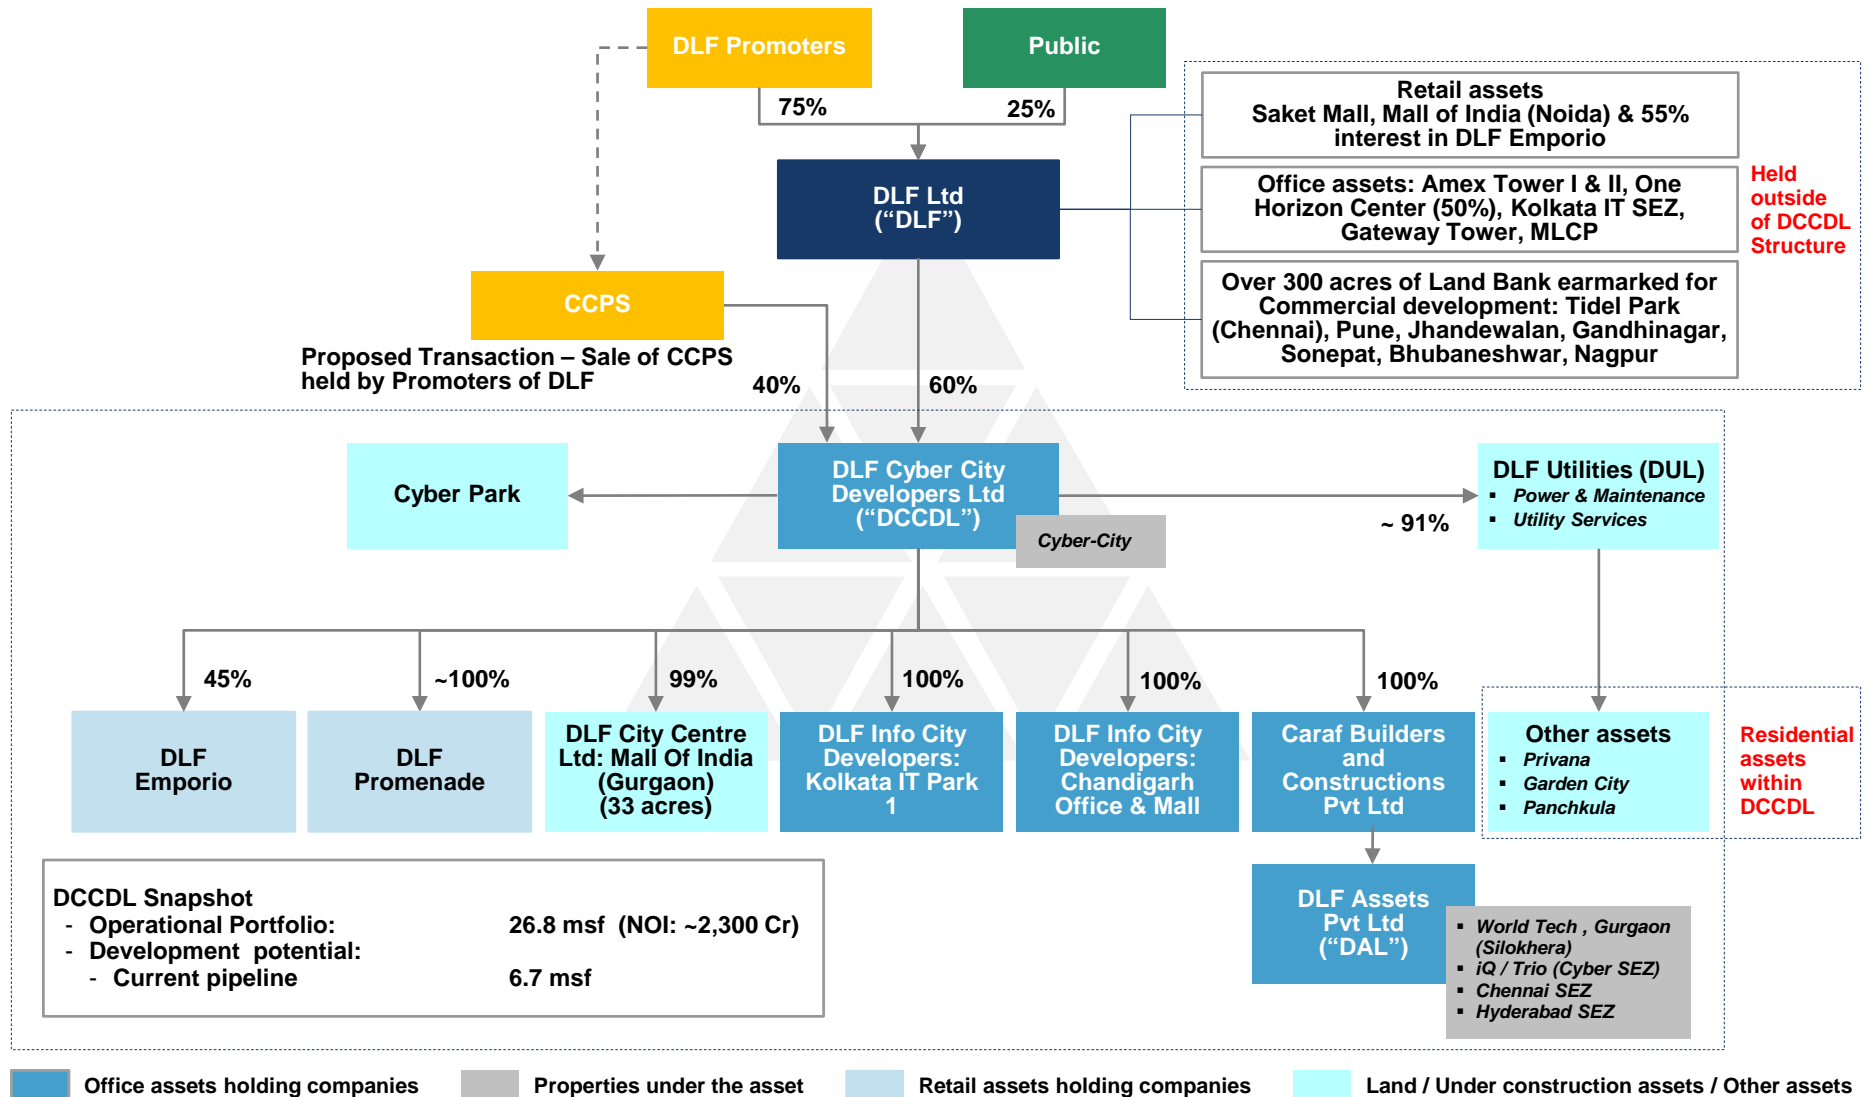 DLF Promoters
Public
75%
25%
Retail assets
Saket Mall, Mall of India (Noida) & 55%
interest in DLF Emporio
DLF Ltd
(“DLF”)
Office assets: Amex Tower I & II, One
Horizon Center (50%), Kolkata IT SEZ,
Gateway Tower, MLCP
Held
outside
of DCCDL
Structure
Over 300 acres of Land Bank earmarked for
Commercial development: Tidel Park
(Chennai), Pune, Jhandewalan, Gandhinagar,
Sonepat, Bhubaneshwar, Nagpur
CCPS
Proposed Transaction – Sale of CCPS
held by Promoters of DLF
40%
60%
Cyber Park
DLF Cyber City
Developers Ltd
(“DCCDL”)
Cyber-City
~ 91%
DLF Utilities (DUL)
▪ Power & Maintenance
▪ Utility Services
45%
~100%
99%
100%
100%
100%
DLF
Emporio
DLF
Promenade
DLF City Centre
Ltd: Mall Of India
(Gurgaon)
(33 acres)
DLF Info City
Developers:
Kolkata IT Park
1
DLF Info City
Developers:
Chandigarh
Office & Mall
Caraf Builders
and
Constructions
Pvt Ltd
Other assets
▪ Privana
▪ Garden City
▪ Panchkula
Residential
assets
within
DCCDL
DCCDL Snapshot
- Operational Portfolio: 26.8 msf (NOI: ~2,300 Cr)
- Development potential:
- Current pipeline 6.7 msf
DLF Assets
Pvt Ltd
(“DAL”)
▪ World Tech , Gurgaon
(Silokhera)
▪ iQ / Trio (Cyber SEZ)
▪ Chennai SEZ
▪ Hyderabad SEZ
Office assets holding companies
Properties under the asset
Retail assets holding companies
Land / Under construction assets / Other assets